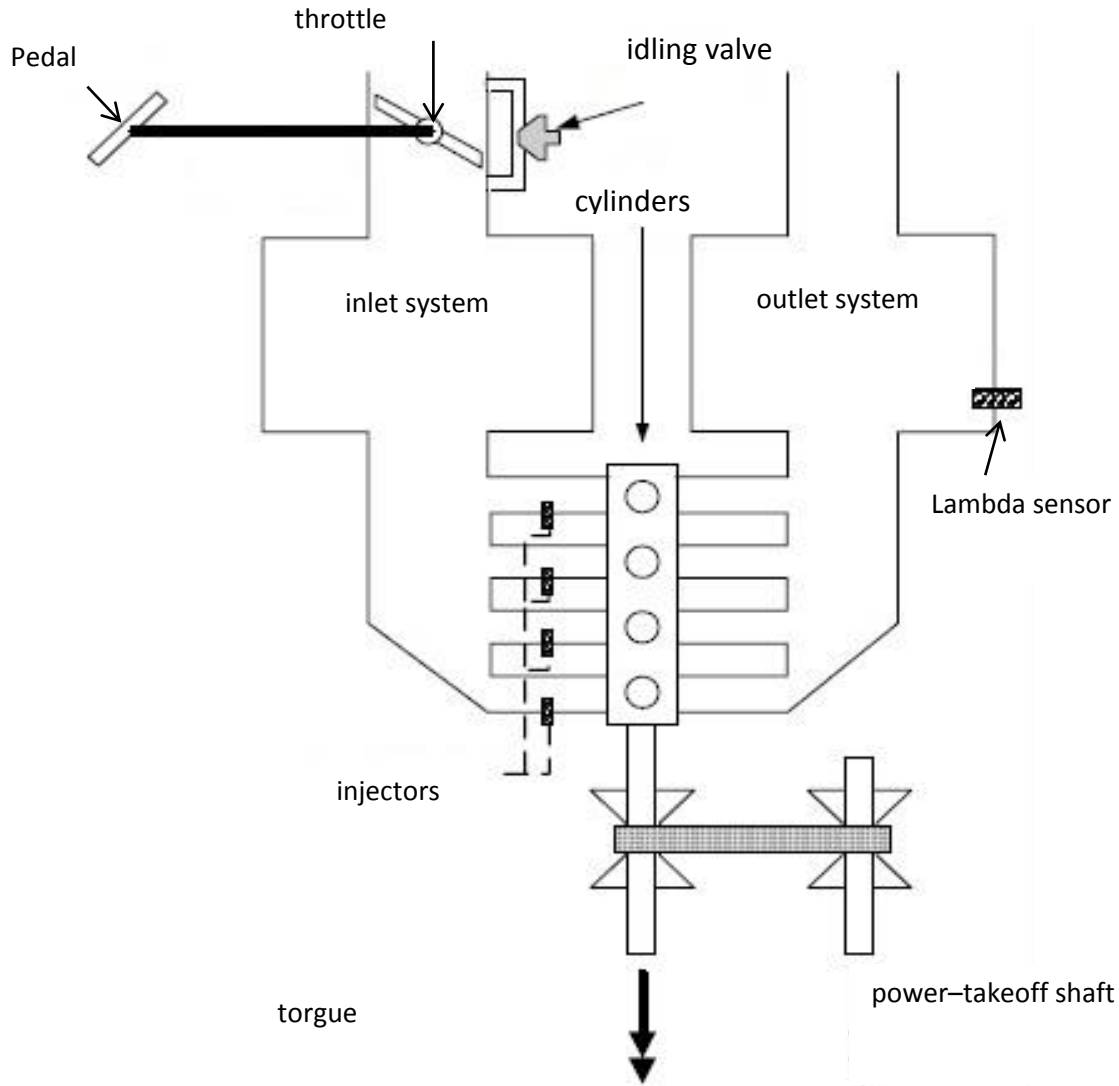 throttle
idling valve
Pedal
cylinders
inlet system
outlet system
Lambda sensor
injectors
power–takeoff shaft
torgue